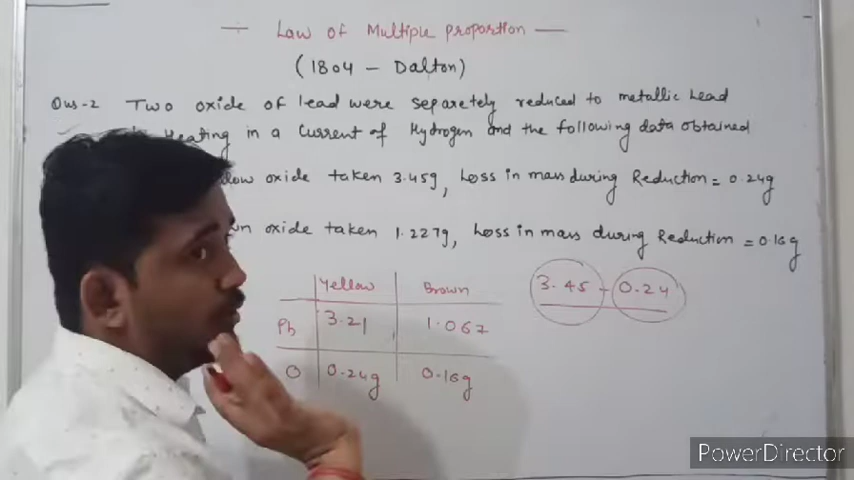 Law of Multiple proportion
(1804 - Dalton)
Qus-2 Two oxide of lead were separetely reduced to metallic Lead
Heating in a Current of Hydrogen and the following data obtained
oxide taken 3.45g, Loss in mass during Reduction = 0.24g
oxide taken 1.227g, Loss in mass during Reduction = 0.16g
Yellow Brown
Pb 3.21 1.067
O 0.24g 0.16g
3.45 - 0.24
PowerDirector